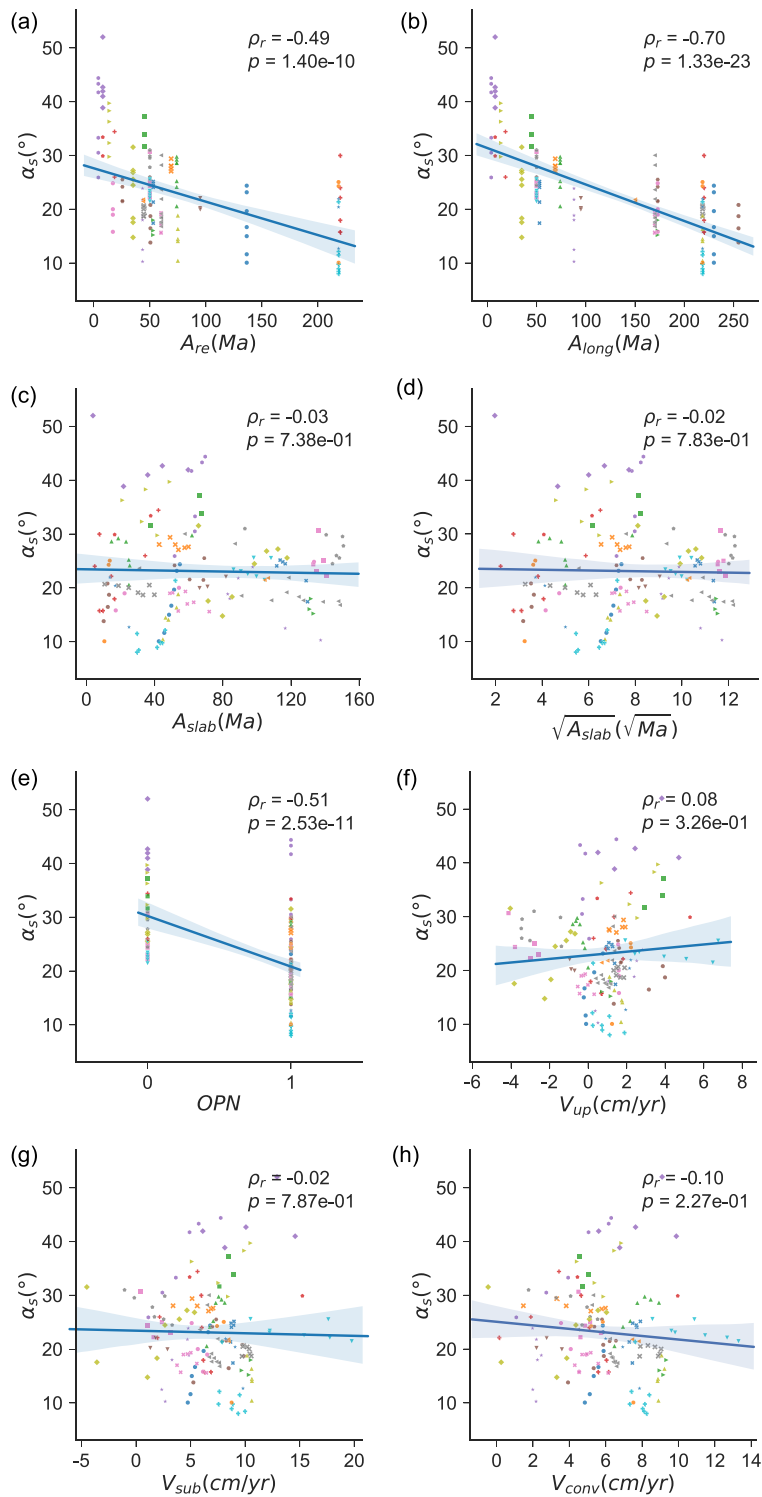 (a)
ρr = -0.49
p = 1.40e-10
50
40
30
20
10
αs(°)
0 50 100 150 200
Are(Ma)
(b)
ρr = -0.70
p = 1.33e-23
50
40
30
20
10
αs(°)
0 50 100 150 200 250
Along(Ma)
(c)
ρr = -0.03
p = 7.38e-01
50
40
30
20
10
αs(°)
0 40 80 120 160
Aslab(Ma)
(d)
ρr = -0.02
p = 7.83e-01
50
40
30
20
10
αs(°)
2 4 6 8 10 12
√Aslab(√Ma)
(e)
ρr = -0.51
p = 2.53e-11
50
40
30
20
10
αs(°)
0 1
OPN
(f)
ρr = 0.08
p = 3.26e-01
50
40
30
20
10
αs(°)
-6 -4 -2 0 2 4 6 8
Vup(cm/yr)
(g)
ρr = -0.02
p = 7.87e-01
50
40
30
20
10
αs(°)
-5 0 5 10 15 20
Vsub(cm/yr)
(h)
ρr = -0.10
p = 2.27e-01
50
40
30
20
10
αs(°)
0 2 4 6 8 10 12 14
Vconv(cm/yr)